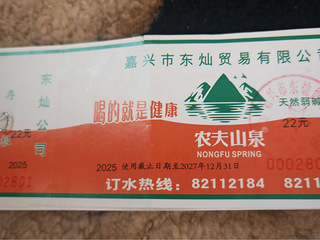 嘉兴市东灿贸易有限公
东灿公司
存
22元
2025
002801
喝的就是健康
农夫山泉
NONGFU SPRING
天然弱碱
22元
2025 使用截止日期至2027年12月31日
000280
订水热线：82112184 8211